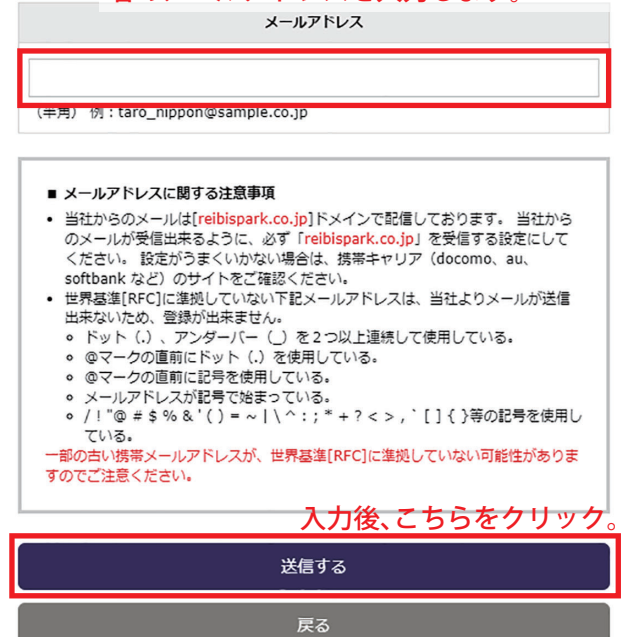 メールアドレス
（半角） 例：taro_nippon@sample.co.jp
■ メールアドレスに関する注意事項
• 当社からのメールは[reibispark.co.jp]ドメインで配信しております。 当社から
のメールが受信出来るように、必ず「reibispark.co.jp」を受信する設定にして
ください。 設定がうまくいかない場合は、携帯キャリア（docomo、au、
softbank など）のサイトをご確認ください。
• 世界基準[RFC]に準拠していない下記メールアドレスは、当社よりメールが送信
出来ないため、登録が出来ません。
◦ ドット（.）、アンダーバー（_）を２つ以上連続して使用している。
◦ @マークの直前にドット（.）を使用している。
◦ @マークの直前に記号を使用している。
◦ メールアドレスが記号で始まっている。
◦ / ! "@ # $ % & ' ( ) = ~ | \ ^ : ; * + ? < > , ` [ ] { }等の記号を使用し
ている。
一部の古い携帯メールアドレスが、世界基準[RFC]に準拠していない可能性がありま
すのでご注意ください。
入力後、こちらをクリック。
送信する
戻る